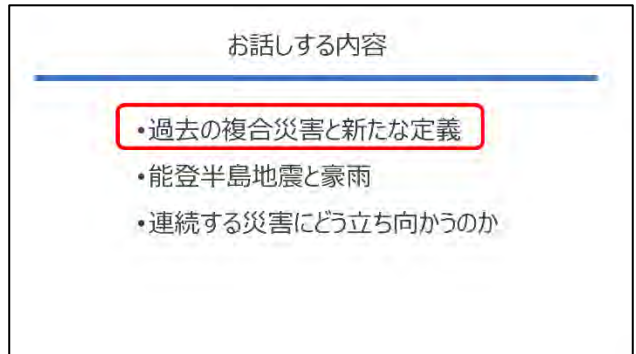 お話しする内容
•過去の複合災害と新たな定義
•能登半島地震と豪雨
•連続する災害にどう立ち向かうのか